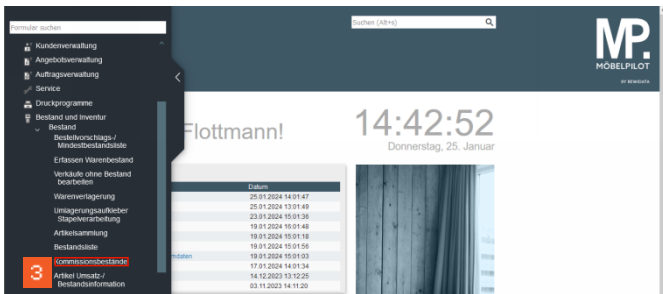 Formuler suchen
Suchen (Alt+s)
MP.
MÖBELPILOT
BY BEWIDATA
Kundenverwaltung
Angebotsverwaltung
Auftragsverwaltung
Service
Druckprogramme
Bestand und Inventur
Bestand
Bestellvorschlags-/
Mindestbestandsliste
Erfassen Warenbestand
Verkäufe ohne Bestand
bearbeiten
Warenverlagerung
Umlagerungsaufkleber
Stapelverarbeitung
Artikelsammlung
Bestandsliste
Kommissionsbestände
3
Artikel Umsatz-/
Bestandsinformation
Flottmann!
14:42:52
Donnerstag, 25. Januar
Datum
25.01.2024 14:01:47
25.01.2024 13:01:49
23.01.2024 15:01:36
19.01.2024 16:01:48
19.01.2024 15:01:18
19.01.2024 15:01:56
mdaten 19.01.2024 15:01:03
17.01.2024 14:01:34
14.12.2023 13:12:25
03.11.2023 14:11:20